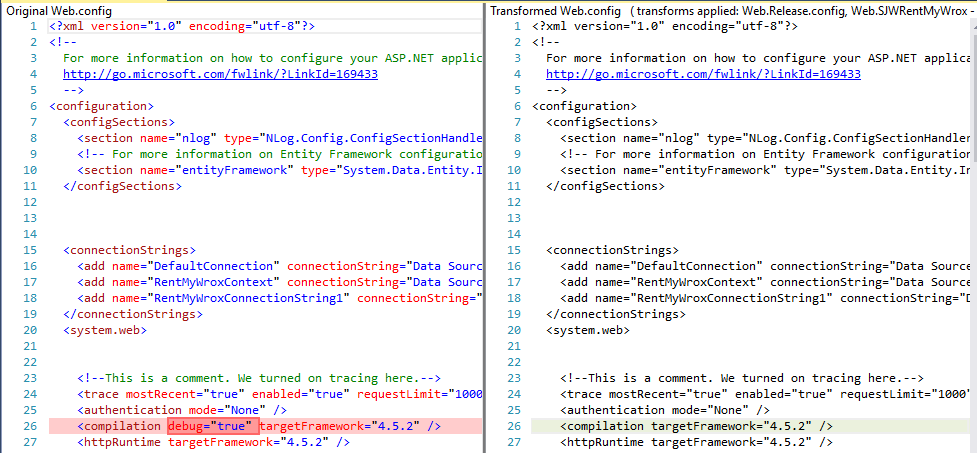 Original Web.config
1 <?xml version="1.0" encoding="utf-8"?>
2 <!--
3 For more information on how to configure your ASP.NET applic
4 http://go.microsoft.com/fwlink/?LinkId=169433
5 -->
6 <configuration>
7 <configSections>
8 <section name="nlog" type="NLog.Config.ConfigSectionHandler
9 <!-- For more information on Entity Framework configuratio
10 <section name="entityFramework" type="System.Data.Entity.I
11 </configSections>
12
13
14
15 <connectionStrings>
16 <add name="DefaultConnection" connectionString="Data Sourc
17 <add name="RentMyWroxContext" connectionString="Data Sourc
18 <add name="RentMyWroxConnectionString1" connectionString="
19 </connectionStrings>
20 <system.web>
21
22
23 <!--This is a comment. We turned on tracing here.-->
24 <trace mostRecent="true" enabled="true" requestLimit="1000
25 <authentication mode="None" />
26 <compilation debug="true" targetFramework="4.5.2" />
27 <httpRuntime targetFramework="4.5.2" />
Transformed Web.config (transforms applied: Web.Release.config, Web.SJWRentMyWrox -
1 <?xml version="1.0" encoding="utf-8"?>
2 <!--
3 For more information on how to configure your ASP.NET applica
4 http://go.microsoft.com/fwlink/?LinkId=169433
5 -->
6 <configuration>
7 <configSections>
8 <section name="nlog" type="NLog.Config.ConfigSectionHandler
9 <!-- For more information on Entity Framework configuration
10 <section name="entityFramework" type="System.Data.Entity.In
11 </configSections>
12
13
14
15 <connectionStrings>
16 <add name="DefaultConnection" connectionString="Data Source
17 <add name="RentMyWroxContext" connectionString="Data Source
18 <add name="RentMyWroxConnectionString1" connectionString="D
19 </connectionStrings>
20 <system.web>
21
22
23 <!--This is a comment. We turned on tracing here.-->
24 <trace mostRecent="true" enabled="true" requestLimit="1000"
25 <authentication mode="None" />
26 <compilation targetFramework="4.5.2" />
27 <httpRuntime targetFramework="4.5.2" />